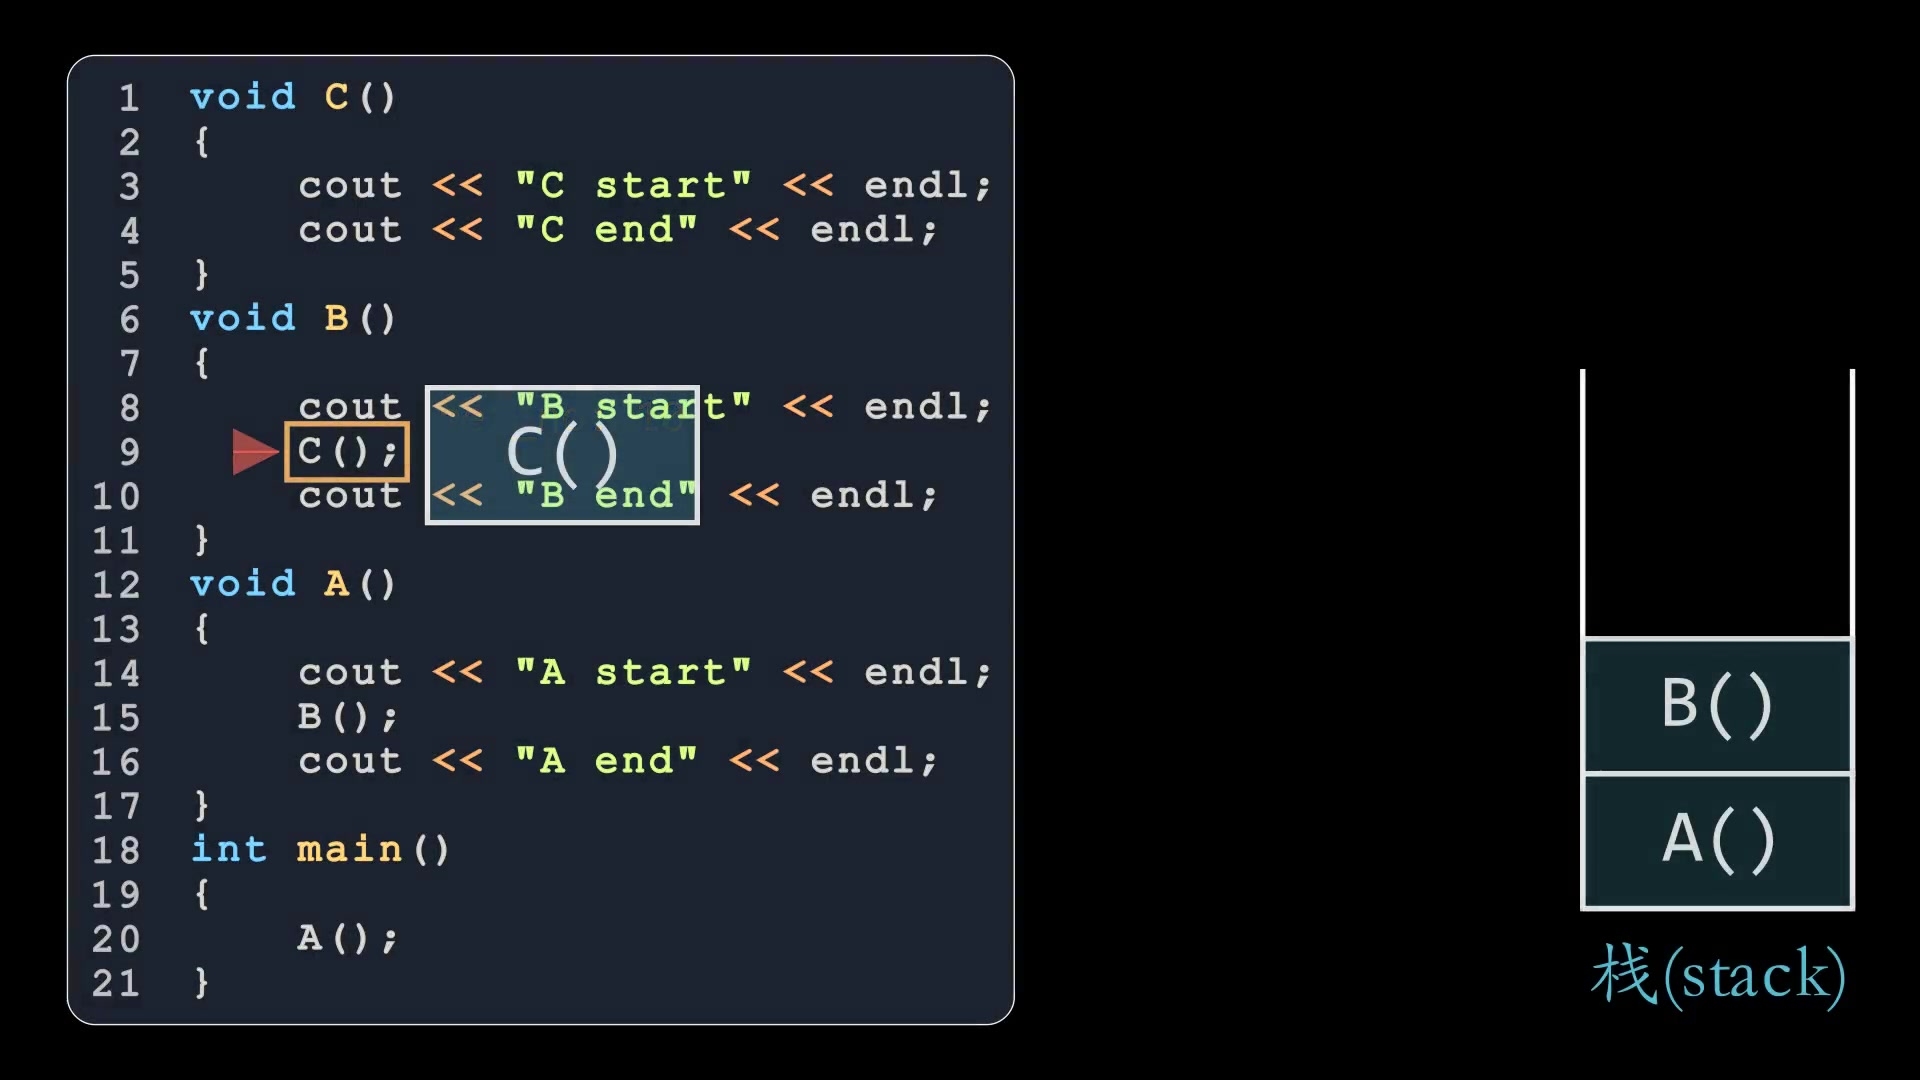 1 void C()
2 {
3     cout << "C start" << endl;
4     cout << "C end" << endl;
5 }
6 void B()
7 {
8     cout << "B start" << endl;
9     C();
10     cout << "B end" << endl;
11 }
12 void A()
13 {
14     cout << "A start" << endl;
15     B();
16     cout << "A end" << endl;
17 }
18 int main()
19 {
20     A();
21 }
C()
B()
A()
栈(stack)